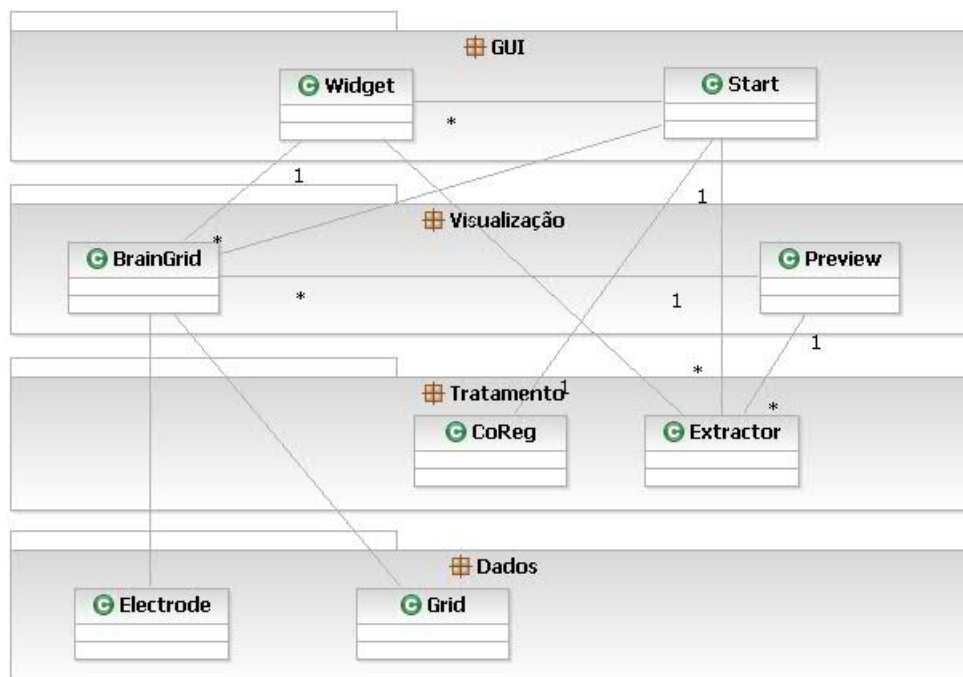 GUI
Widget
Start
*
1
1
Visualização
*
BrainGrid
Preview
*
1
1
*
Tratamento
1
*
CoReg
Extractor
Dados
Electrode
Grid